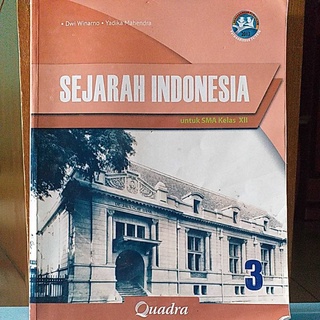 • Dwi Winarno • Yadika Mahendra
SEJARAH INDONESIA
untuk SMA Kelas XII
3
Quadra